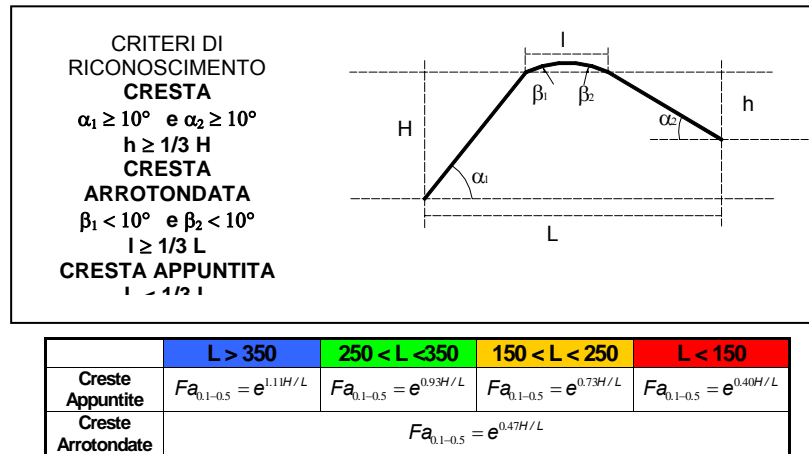 CRITERI DI
RICONOSCIMENTO
CRESTA
α₁ ≥ 10° e α₂ ≥ 10°
h ≥ 1/3 H
CRESTA
ARROTONDATA
β₁ < 10° e β₂ < 10°
l ≥ 1/3 L
CRESTA APPUNTITA
l
β₁ β₂
h
H
α₂
α₁
L
L > 350 250 < L <350 150 < L < 250 L < 150
Creste
Appuntite Fa₀.₁₋₀.₅ = e^1.11H/L Fa₀.₁₋₀.₅ = e^0.93H/L Fa₀.₁₋₀.₅ = e^0.73H/L Fa₀.₁₋₀.₅ = e^0.40H/L
Creste
Arrotondate Fa₀.₁₋₀.₅ = e^0.47H/L